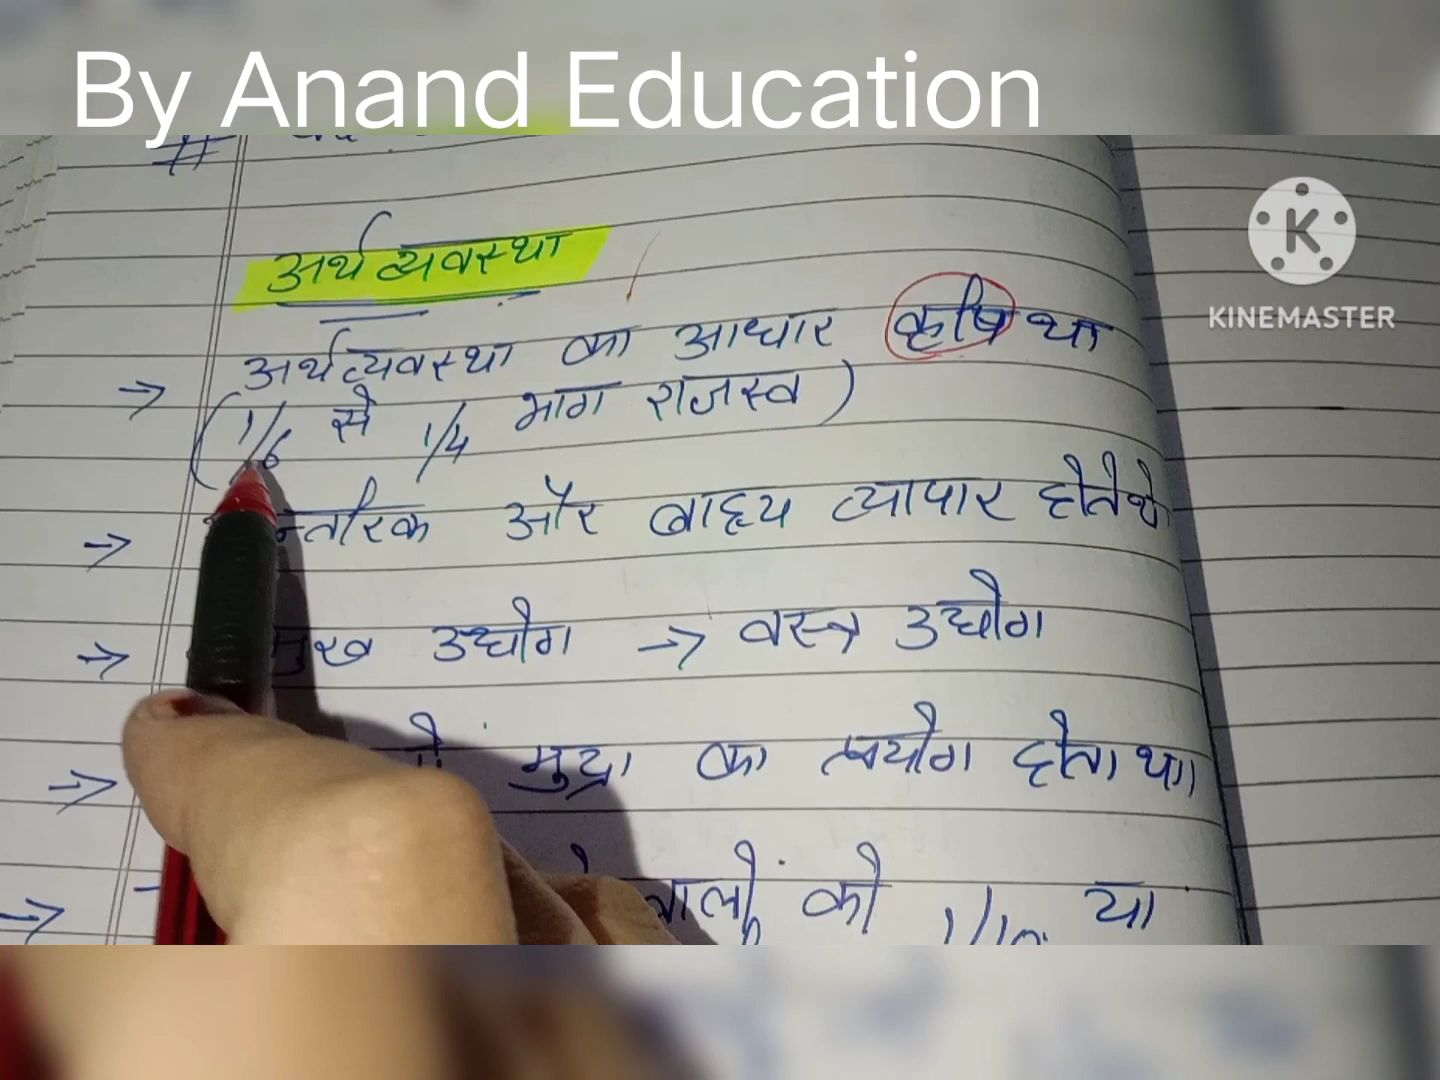 By Anand Education
K
KINEMASTER
#
अर्थव्यवस्था
→ अर्थव्यवस्था का आधार कृषि था
(1/6 से 1/4 भाग राजस्व)
→ न्तरिक और बाह्य व्यापार होते थे
→ मुख उद्योग → वस्त्र उद्योग
→ मुद्रा का प्रयोग होता था।
→ वालों को 1/10 या